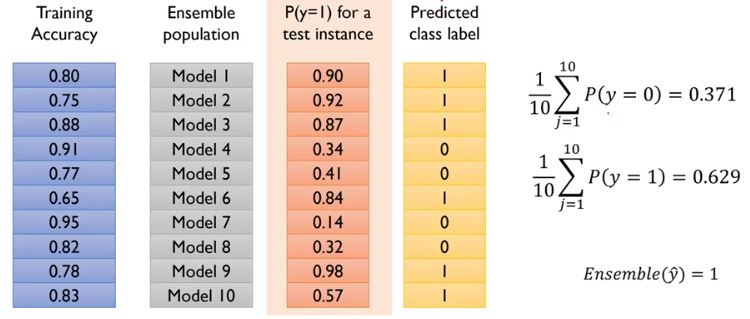 Training Accuracy Ensemble population P(y=1) for a test instance Predicted class label
0.80 Model 1 0.90 1
0.75 Model 2 0.92 1
0.88 Model 3 0.87 1
0.91 Model 4 0.34 0
0.77 Model 5 0.41 0
0.65 Model 6 0.84 1
0.95 Model 7 0.14 0
0.82 Model 8 0.32 0
0.78 Model 9 0.98 1
0.83 Model 10 0.57 1
1/10 ∑_{j=1}^{10} P(y = 0) = 0.371
1/10 ∑_{j=1}^{10} P(y = 1) = 0.629
Ensemble(ŷ) = 1